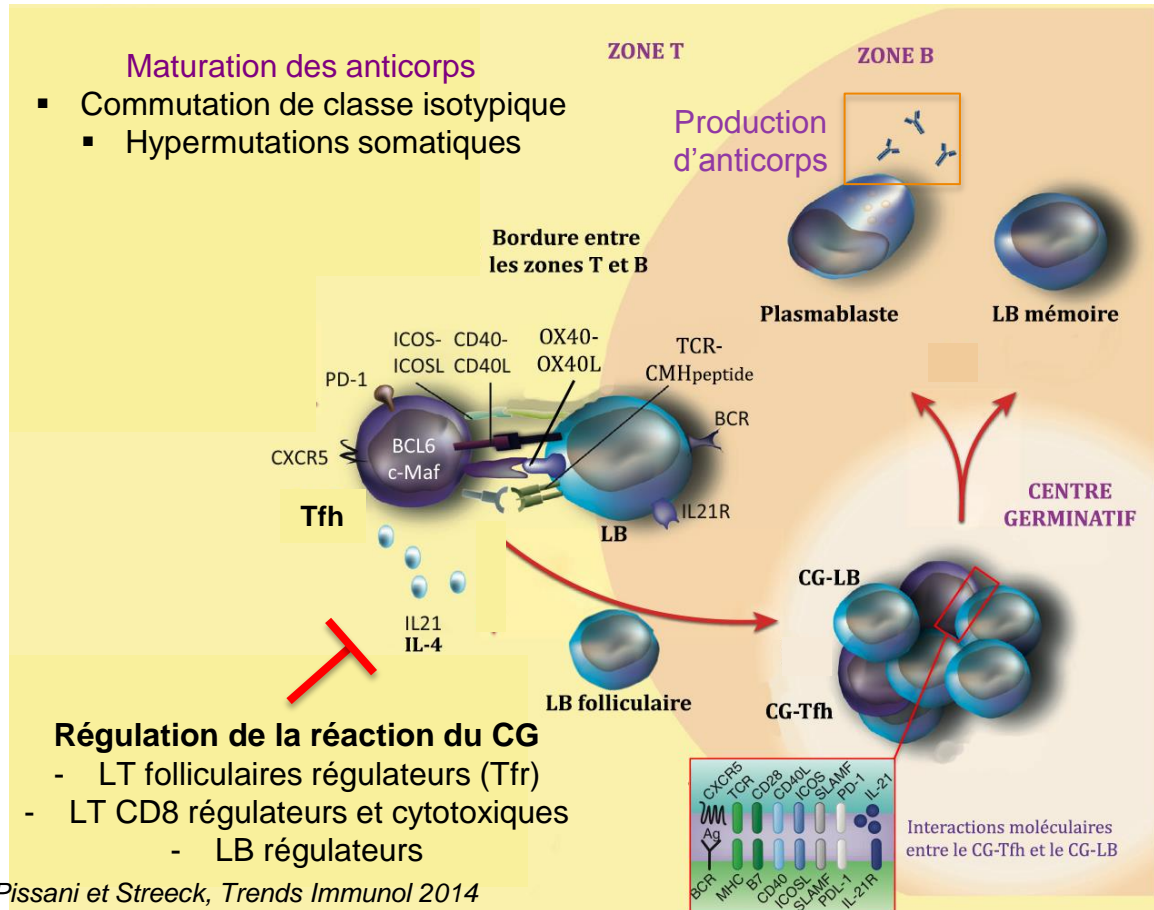 Maturation des anticorps
▪ Commutation de classe isotypique
▪ Hypermutations somatiques
ZONE T
ZONE B
Production
d'anticorps
Bordure entre
les zones T et B
Plasmablaste
LB mémoire
ICOS-
ICOSL
CD40-
CD40L
OX40-
OX40L
TCR-
CMHpeptide
PD-1
BCR
CXCR5
BCL6
c-Maf
IL21R
Tfh
LB
CENTRE
GERMINATIF
CG-LB
IL21
IL-4
LB folliculaire
CG-Tfh
Régulation de la réaction du CG
- LT folliculaires régulateurs (Tfr)
- LT CD8 régulateurs et cytotoxiques
- LB régulateurs
CXCR5 TCR CD28 CD40L ICOS SLAMF PD-1 IL-21
Ag
BCR MHC B7 CD40 ICOSL SLAMF PDL-1 IL-21R
Interactions moléculaires
entre le CG-Tfh et le CG-LB
Pissani et Streeck, Trends Immunol 2014